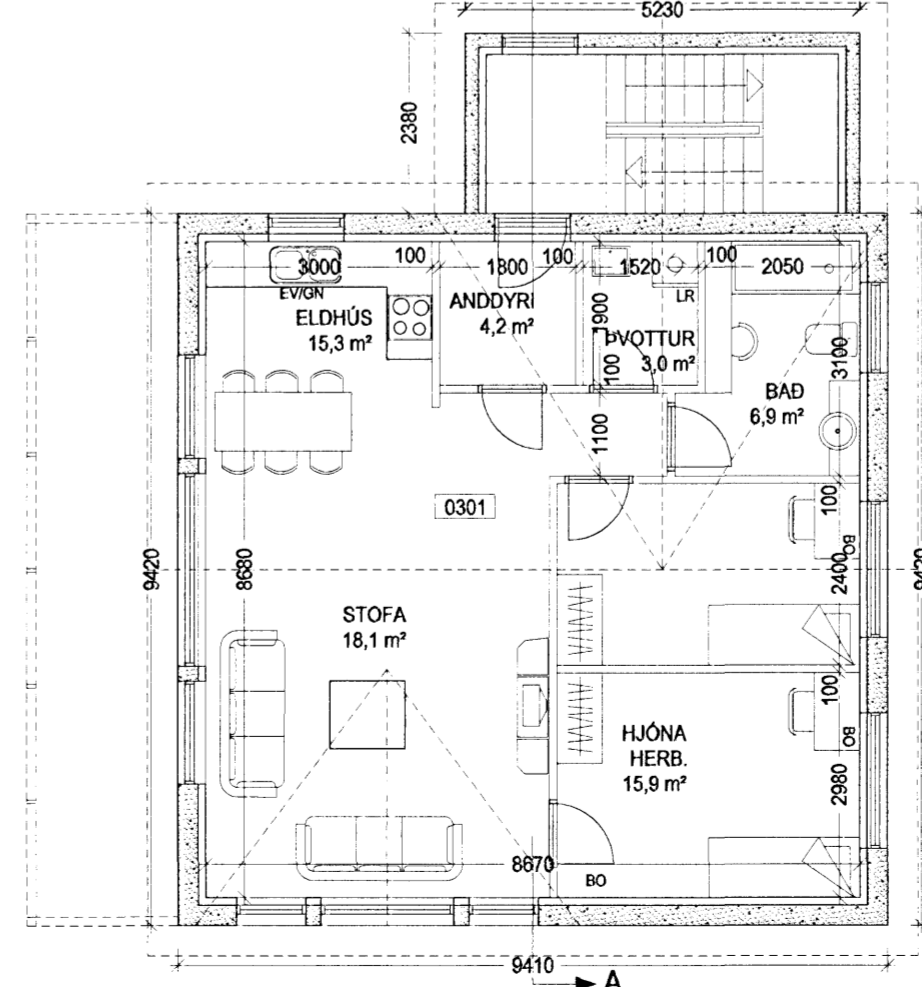 5230
2380
3000
100
1800
100
1520
100
2050
EV/GN
ELDHÚS
15,3 m²
ANDDYRI
4,2 m²
1900
LR
ÞVOTTUR
3,0 m²
100
3100
BAÐ
6,9 m²
1100
0301
100
BO
9420
8680
2400
9420
STOFA
18,1 m²
100
HJÓNA
HERB.
15,9 m²
BO
2980
8670
BO
9410
A